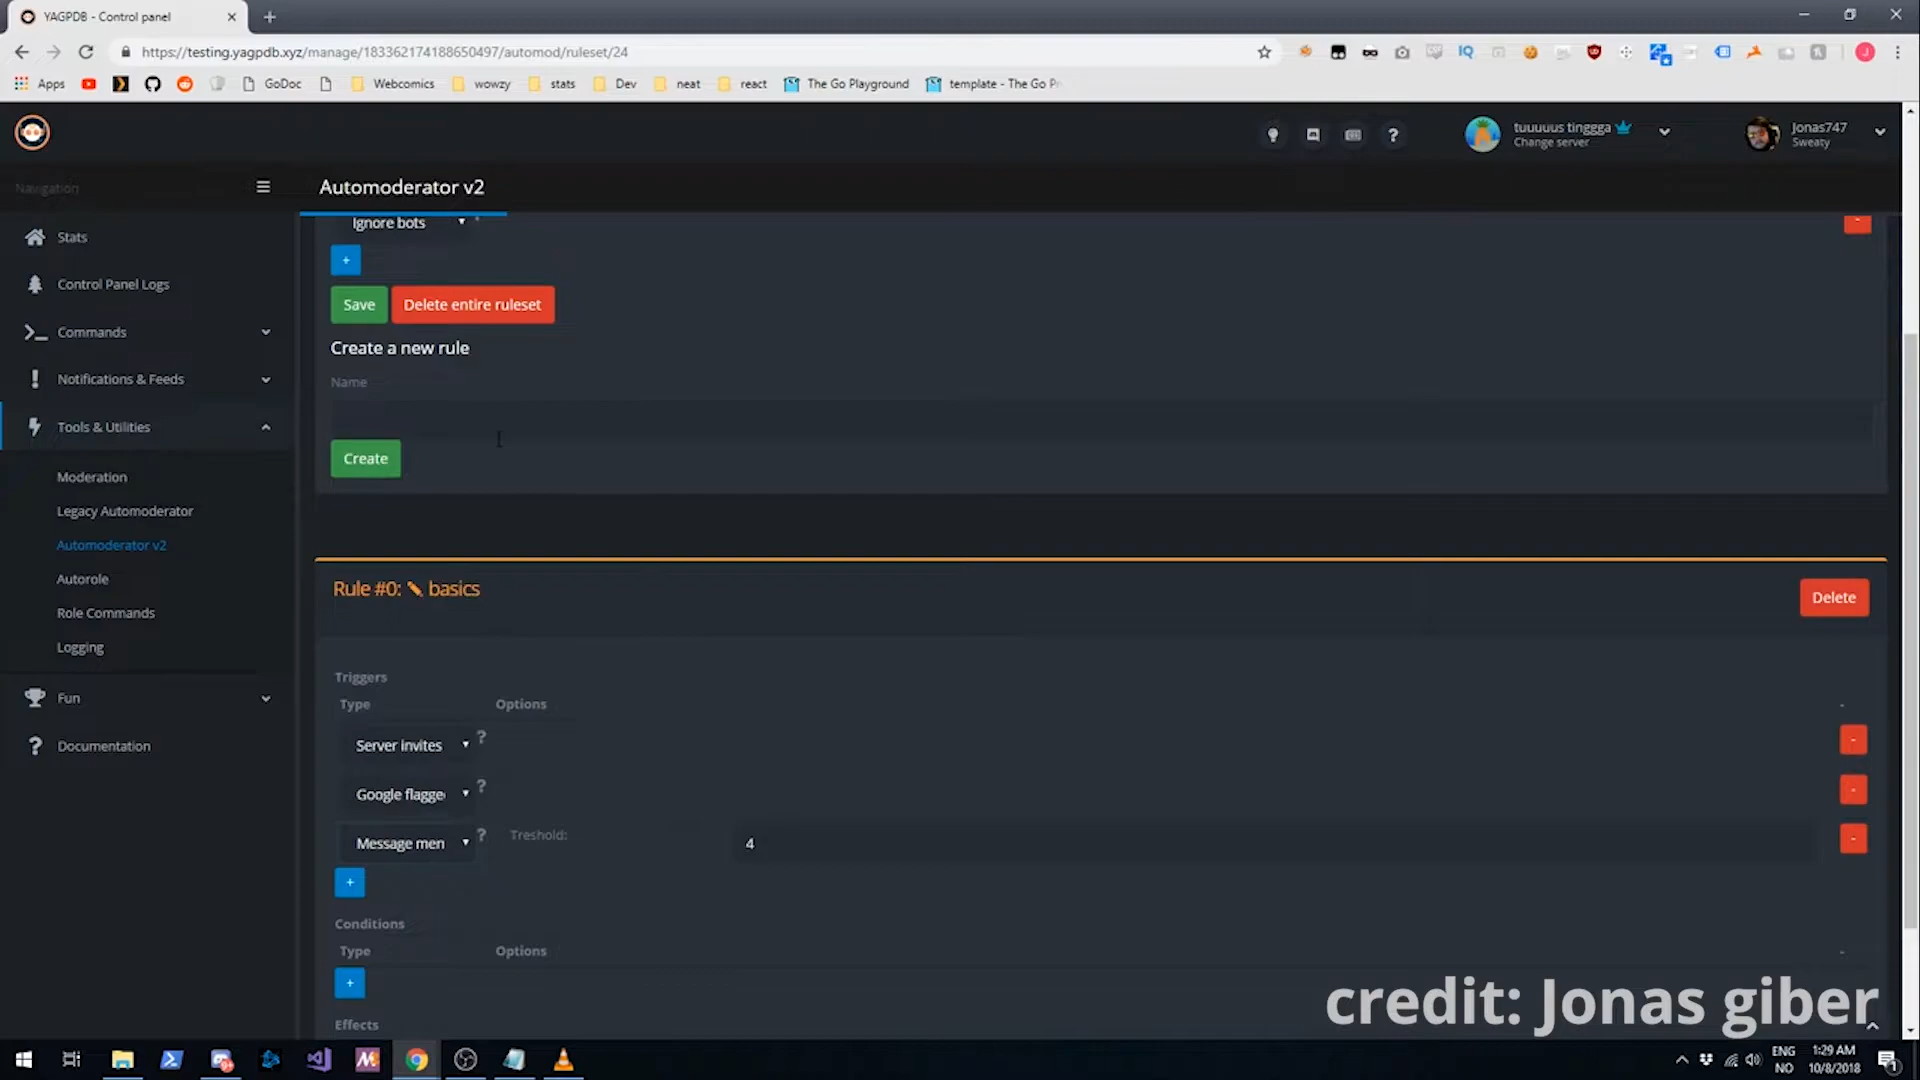 YAGPDB - Control panel
https://testing.yagpdb.xyz/manage/183362174188650497/automod/ruleset/24
IQ
J
Apps
GoDoc
Webcomics
wowzy
stats
Dev
neat
react
The Go Playground
template - The Go P
tuuuuus tinggga
Change server
Jonas747
Sweaty
Navigation
Automoderator v2
Stats
Control Panel Logs
Commands
Notifications & Feeds
Tools & Utilities
Moderation
Legacy Automoderator
Automoderator v2
Autorole
Role Commands
Logging
Fun
Documentation
Ignore bots
-
+
Save
Delete entire ruleset
Create a new rule
Name
Create
Rule #0: basics
Delete
Triggers
Type
Options
-
Server invites
?
-
Google flagge
?
-
Message men
?
Treshold:
4
-
+
Conditions
Type
Options
-
+
Effects
credit: Jonas giber
ENG
NO
1:29 AM
10/8/2018
1